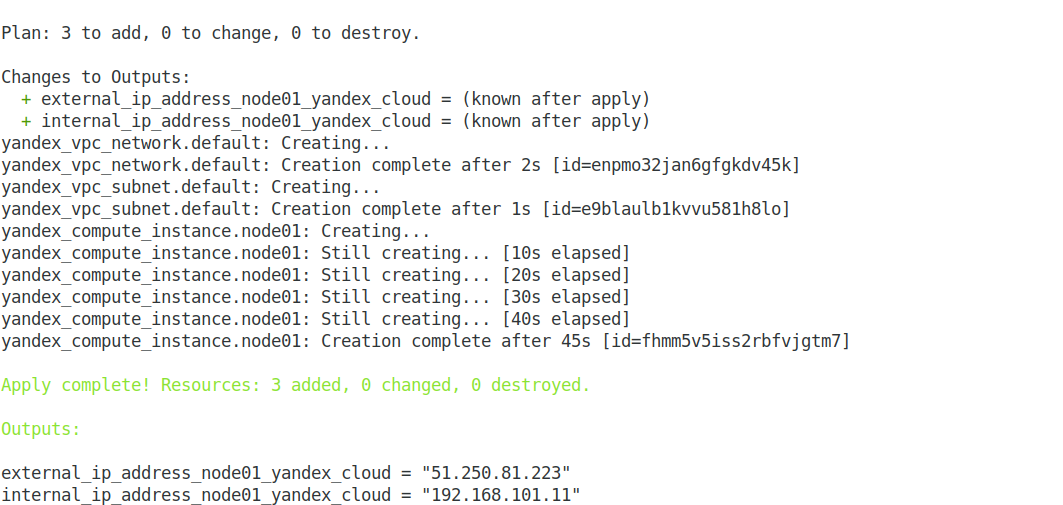 Plan: 3 to add, 0 to change, 0 to destroy.
Changes to Outputs:
+ external_ip_address_node01_yandex_cloud = (known after apply)
+ internal_ip_address_node01_yandex_cloud = (known after apply)
yandex_vpc_network.default: Creating...
yandex_vpc_network.default: Creation complete after 2s [id=enpmo32jan6gfgkdv45k]
yandex_vpc_subnet.default: Creating...
yandex_vpc_subnet.default: Creation complete after 1s [id=e9blaulb1kvvu581h8lo]
yandex_compute_instance.node01: Creating...
yandex_compute_instance.node01: Still creating... [10s elapsed]
yandex_compute_instance.node01: Still creating... [20s elapsed]
yandex_compute_instance.node01: Still creating... [30s elapsed]
yandex_compute_instance.node01: Still creating... [40s elapsed]
yandex_compute_instance.node01: Creation complete after 45s [id=fhmm5v5iss2rbfvjgtm7]
Apply complete! Resources: 3 added, 0 changed, 0 destroyed.
Outputs:
external_ip_address_node01_yandex_cloud = "51.250.81.223"
internal_ip_address_node01_yandex_cloud = "192.168.101.11"